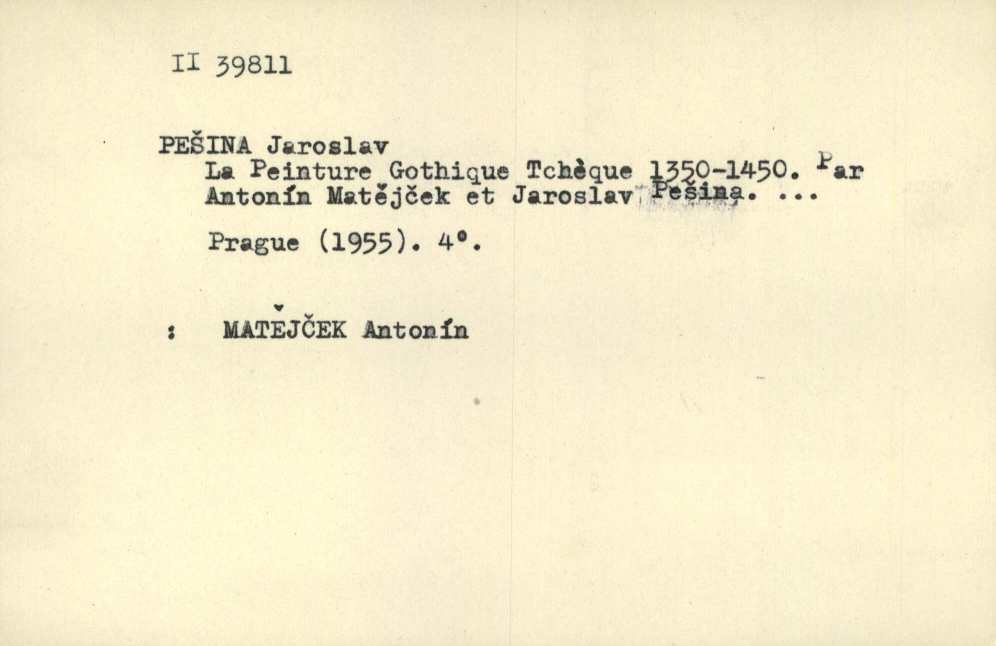 II 39811
PEŠINA Jaroslav
La Peinture Gothique Tchèque 1350-1450. Par
Antonín Matějček et Jaroslav Pešina. ...
Prague (1955). 4°.
: MATĚJČEK Antonín